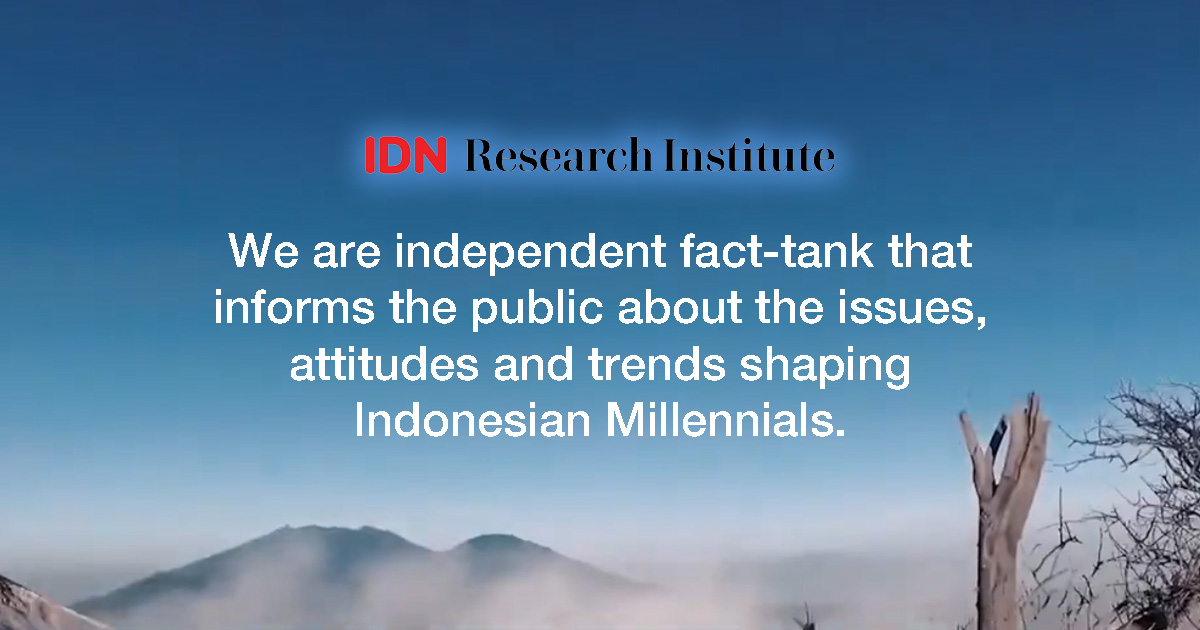 IDN Research Institute
We are independent fact-tank that
informs the public about the issues,
attitudes and trends shaping
Indonesian Millennials.